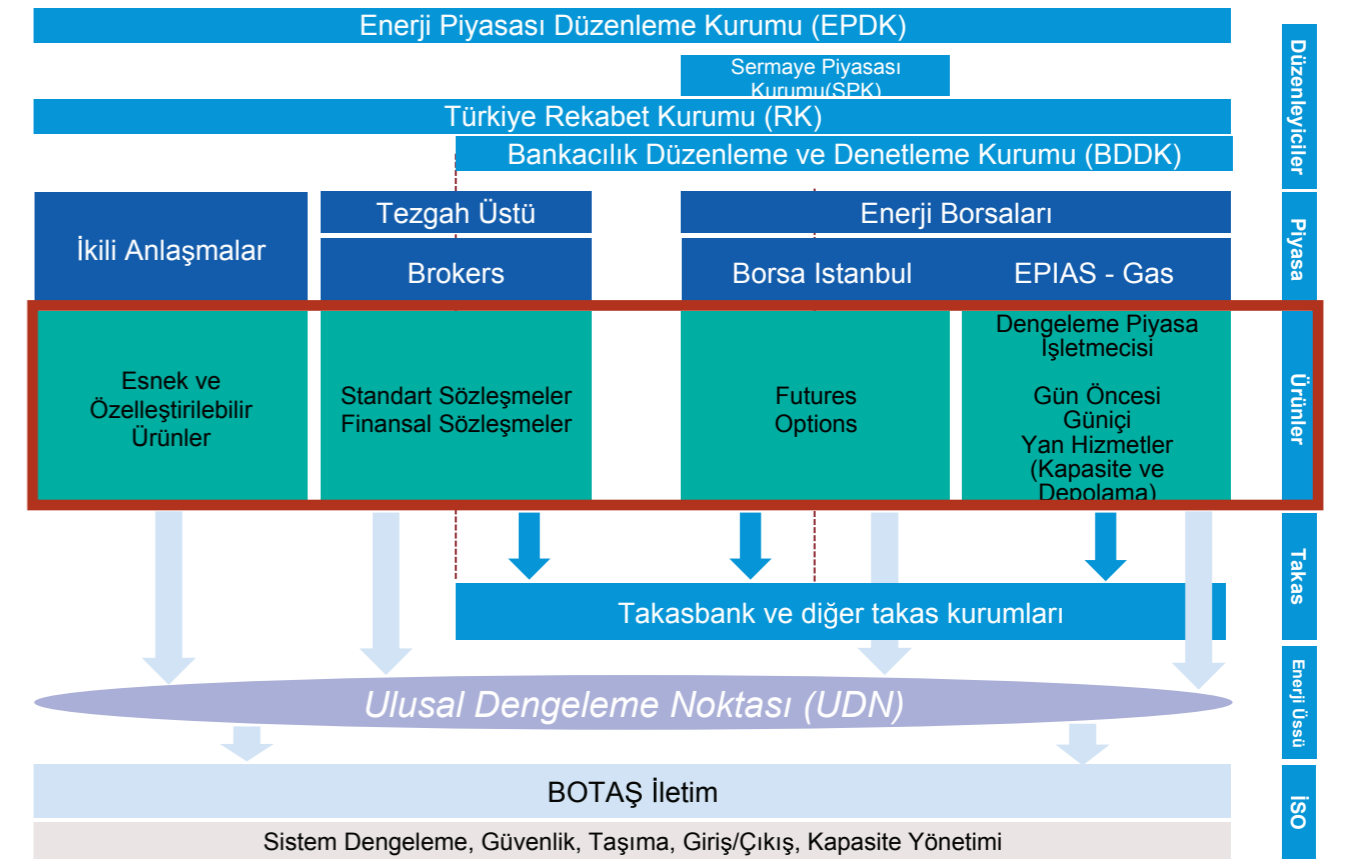 Enerji Piyasası Düzenleme Kurumu (EPDK)
Sermaye Piyasası
Kurumu(SPK)
Türkiye Rekabet Kurumu (RK)
Bankacılık Düzenleme ve Denetleme Kurumu (BDDK)
Düzenleyiciler
İkili Anlaşmalar
Tezgah Üstü
Brokers
Enerji Borsaları
Borsa Istanbul
EPIAS - Gas
Piyasa
Esnek ve
Özelleştirilebilir
Ürünler
Standart Sözleşmeler
Finansal Sözleşmeler
Futures
Options
Dengeleme Piyasa
İşletmecisi
Gün Öncesi
Güniçi
Yan Hizmetler
(Kapasite ve
Depolama)
Ürünler
Takasbank ve diğer takas kurumları
Takas
Ulusal Dengeleme Noktası (UDN)
Enerji Üssü
BOTAŞ İletim
Sistem Dengeleme, Güvenlik, Taşıma, Giriş/Çıkış, Kapasite Yönetimi
İSO